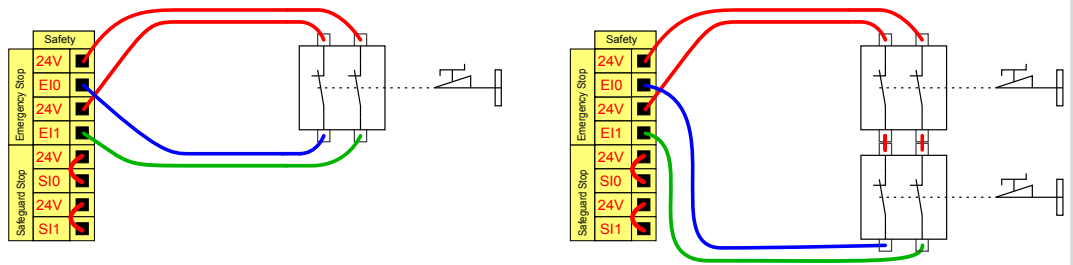 Safety
Emergency Stop
24V
EI0
24V
EI1
Safeguard Stop
24V
SI0
24V
SI1
Safety
Emergency Stop
24V
EI0
24V
EI1
Safeguard Stop
24V
SI0
24V
SI1